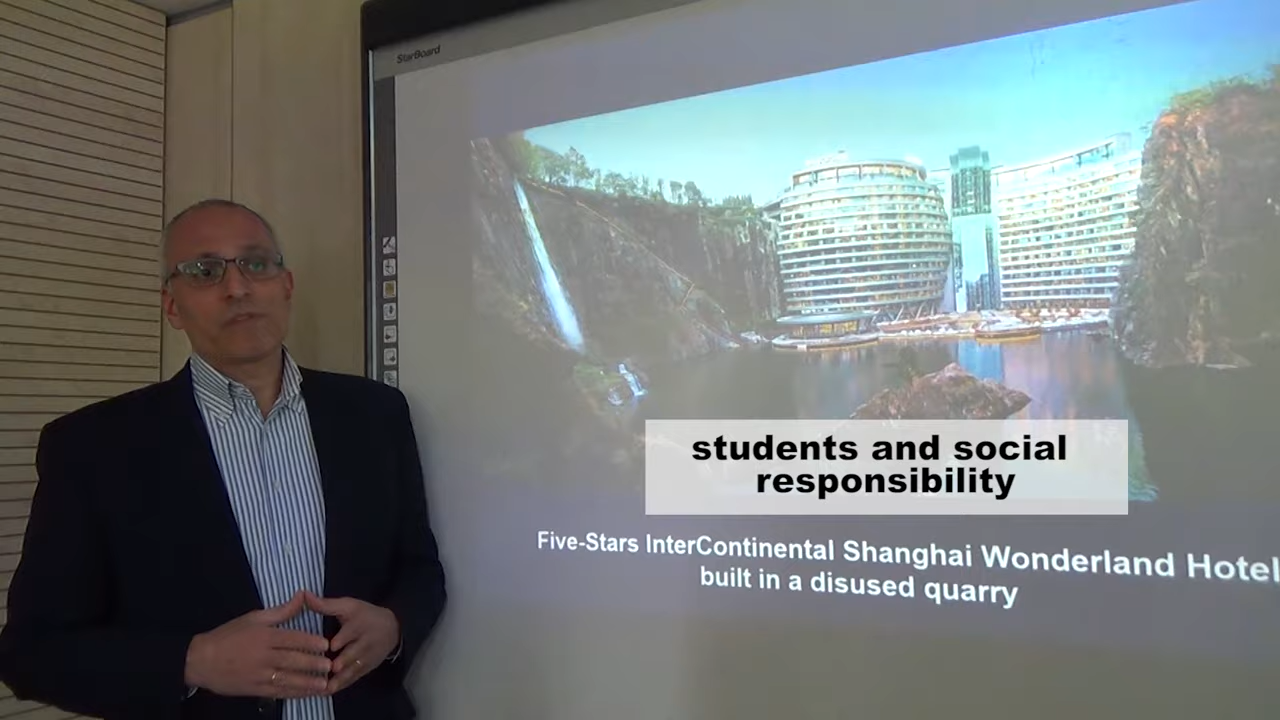 StarBoard
students and social
responsibility
Five-Stars InterContinental Shanghai Wonderland Hotel
built in a disused quarry